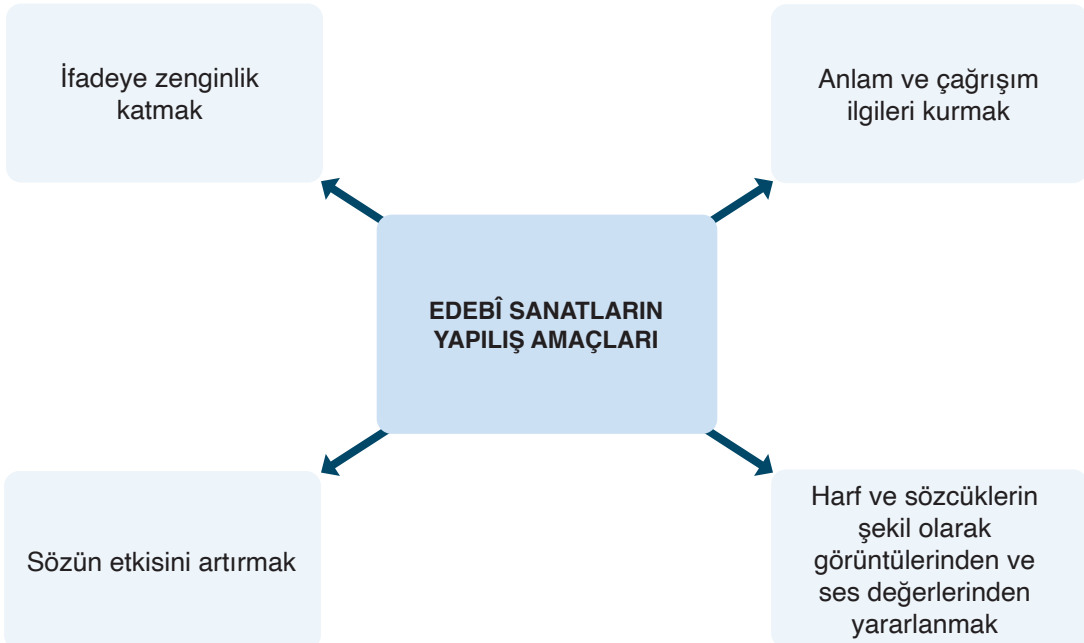 İfadeye zenginlik
katmak
Anlam ve çağrışım
ilgileri kurmak
EDEBÎ SANATLARIN
YAPILIŞ AMAÇLARI
Sözün etkisini artırmak
Harf ve sözcüklerin
şekil olarak
görüntülerinden ve
ses değerlerinden
yararlanmak